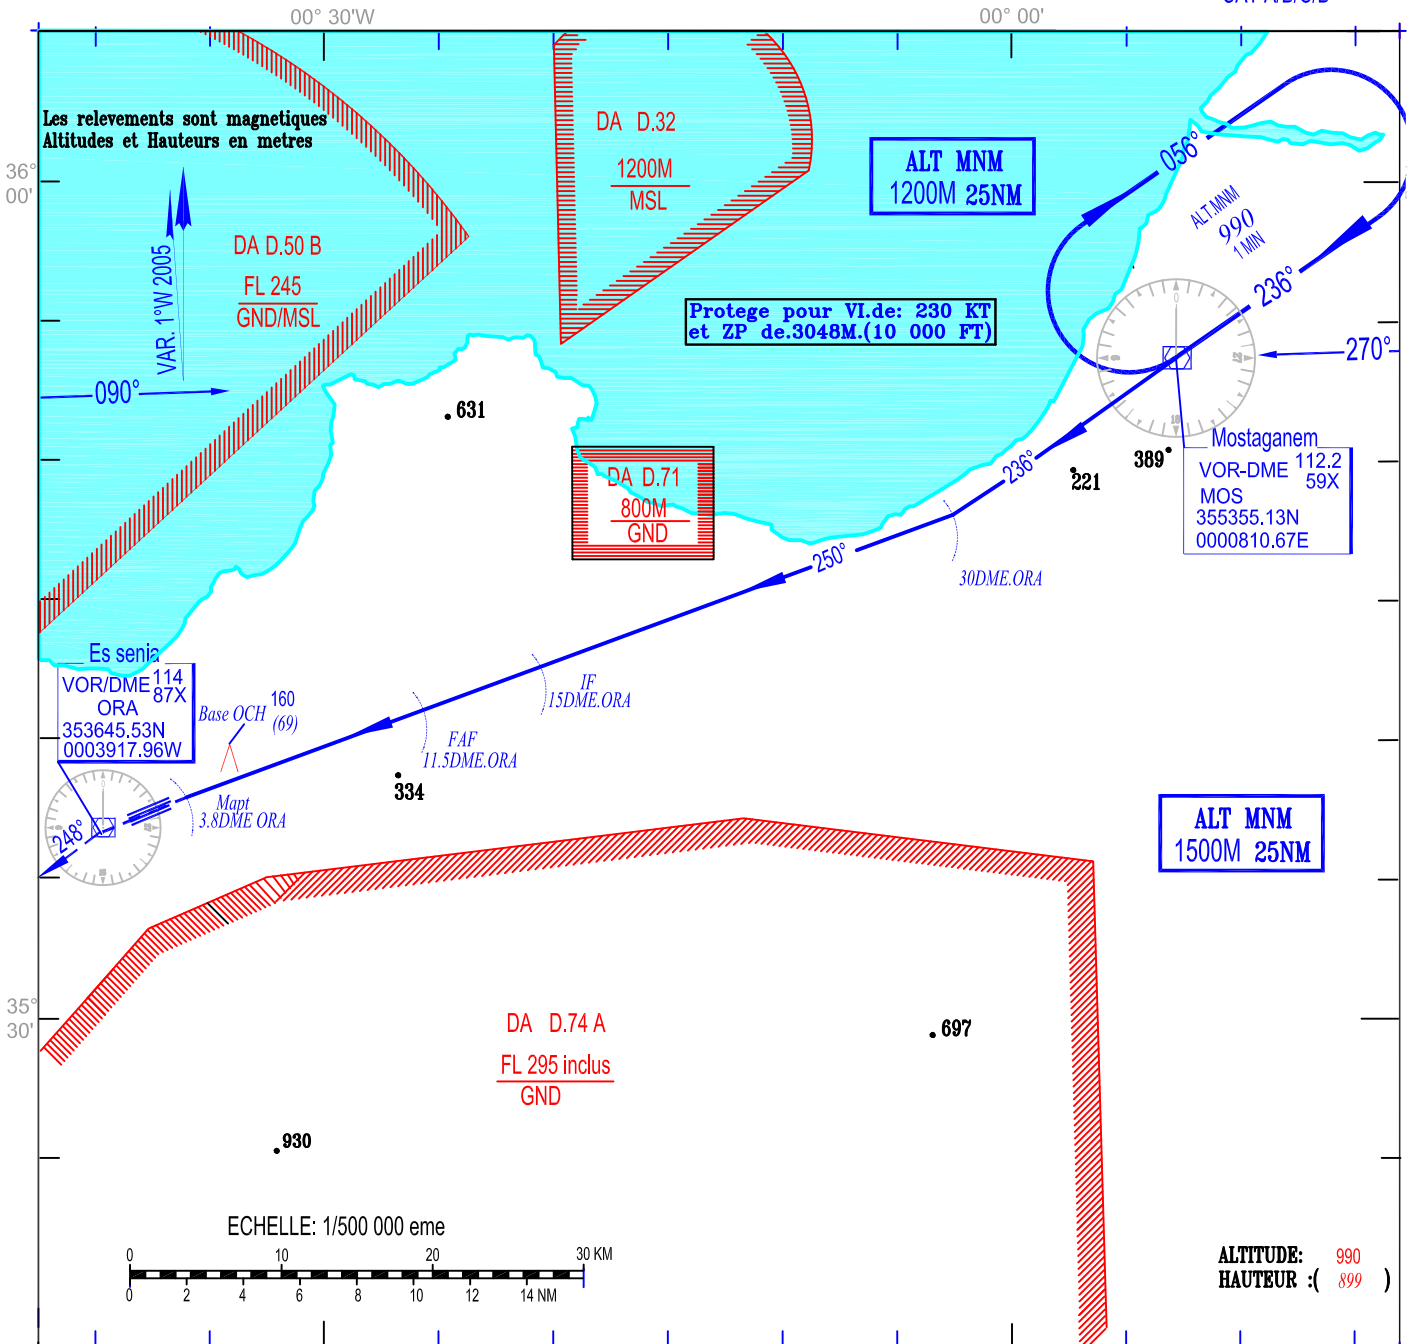 00° 30'W
00° 00'
Les relevements sont magnetiques
Altitudes et Hauteurs en metres
36°
00'
VAR. 1°W 2005
DA D.50 B
FL 245
GND/MSL
090°
DA D.32
1200M
MSL
ALT MNM
1200M 25NM
Protege pour VI.de: 230 KT
et ZP de.3048M.(10 000 FT)
056°
ALT.MNM
990
1 MIN
236°
270°
Mostaganem
VOR-DME 112.2
59X
MOS
355355.13N
0000810.67E
631
389
221
236°
DA D.71
800M
GND
250°
30DME.ORA
Es senia
VOR/DME 114
87X
ORA
353645.53N
0003917.96W
Base OCH 160
(69)
IF
15DME.ORA
FAF
11.5DME.ORA
334
Mapt
3.8DME ORA
248°
ALT MNM
1500M 25NM
35°
30'
DA D.74 A
FL 295 inclus
GND
697
930
ECHELLE: 1/500 000 eme
0 10 20 30 KM
0 2 4 6 8 10 12 14 NM
ALTITUDE: 990
HAUTEUR :( 899 )